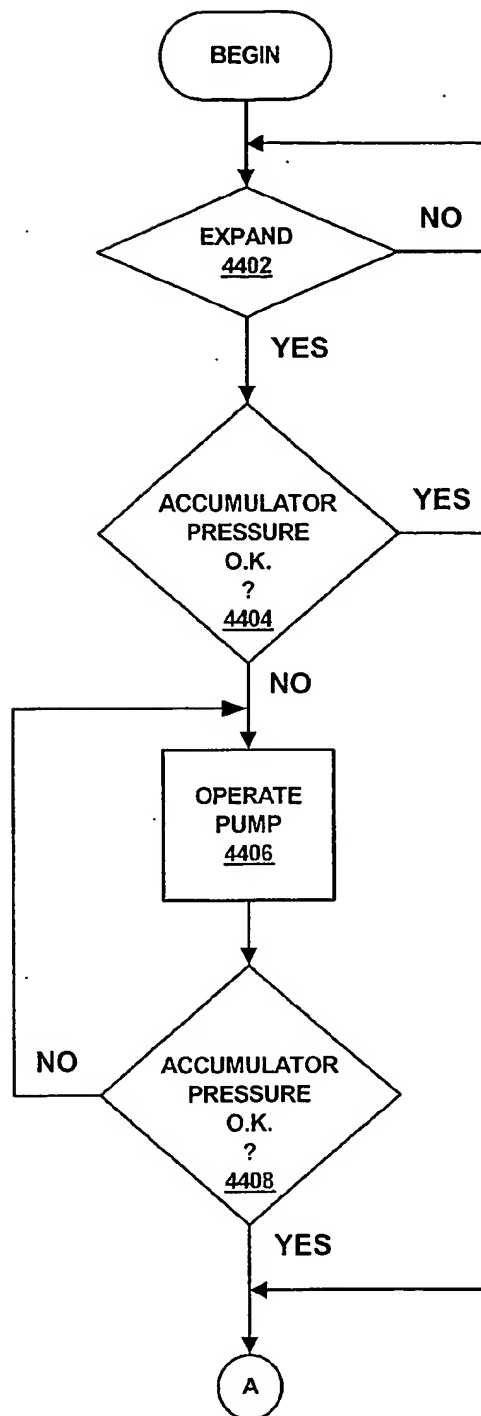 BEGIN
EXPAND
4402
NO
YES
ACCUMULATOR
PRESSURE
O.K.
?
4404
YES
NO
OPERATE
PUMP
4406
ACCUMULATOR
PRESSURE
O.K.
?
4408
NO
YES
A